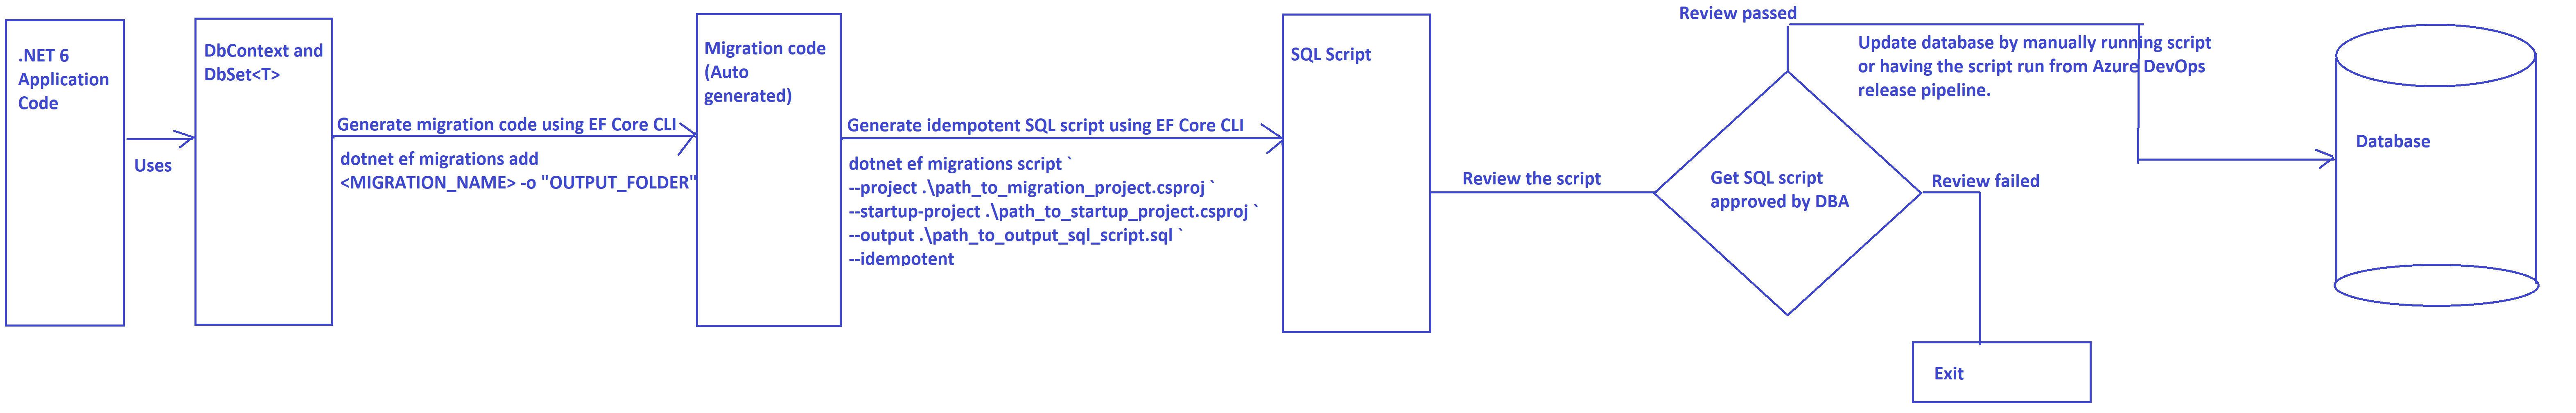 .NET 6
Application
Code
Uses
DbContext and
DbSet<T>
Generate migration code using EF Core CLI
dotnet ef migrations add
<MIGRATION_NAME> -o "OUTPUT_FOLDER"
Migration code
(Auto
generated)
Generate idempotent SQL script using EF Core CLI
dotnet ef migrations script `
--project .\path_to_migration_project.csproj `
--startup-project .\path_to_startup_project.csproj `
--output .\path_to_output_sql_script.sql `
--idempotent
SQL Script
Review the script
Get SQL script
approved by DBA
Review passed
Update database by manually running script
or having the script run from Azure DevOps
release pipeline.
Review failed
Exit
Database